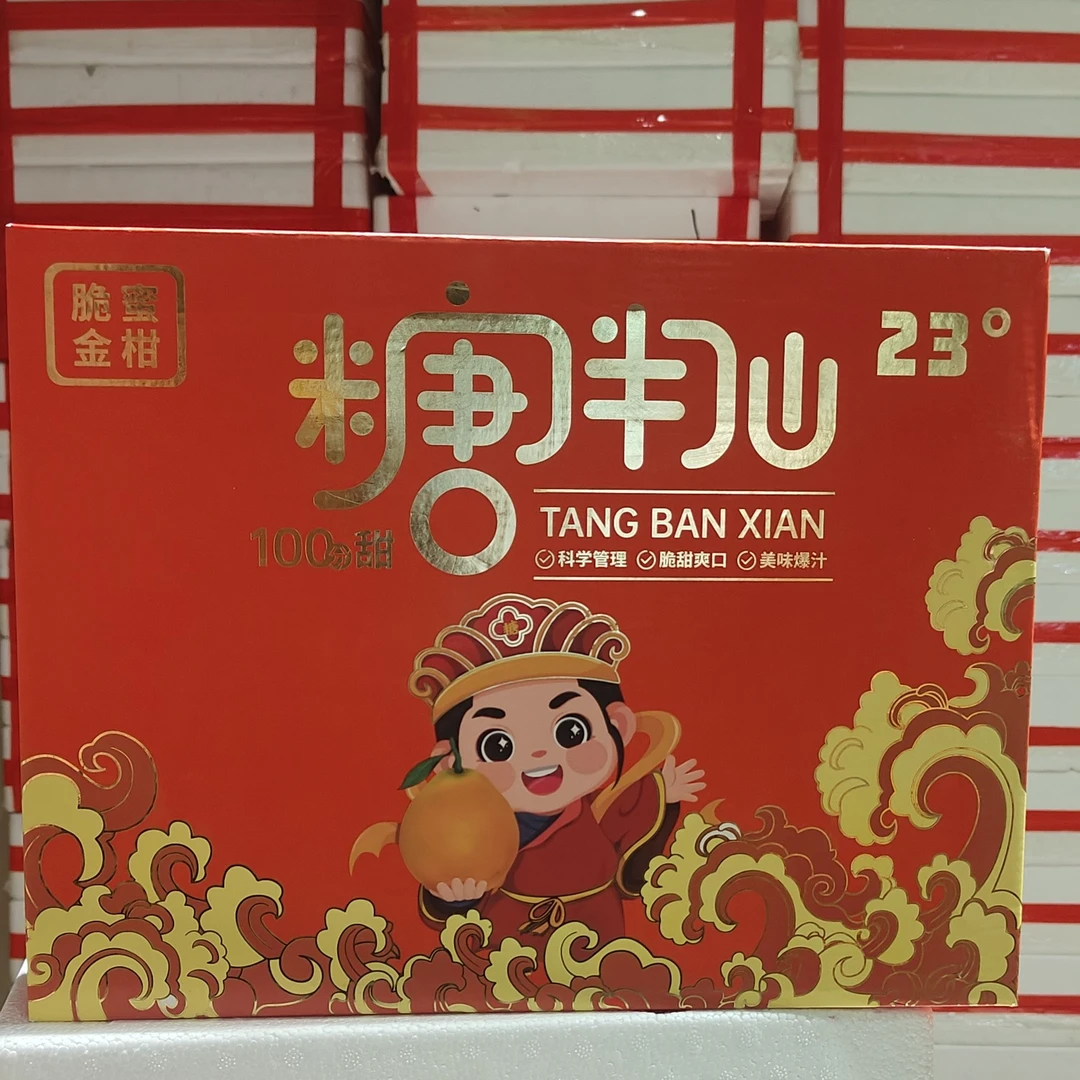 脆蜜
金柑
糖半仙
23°
TANG BAN XIAN
100分甜
科学管理 脆甜爽口 美味爆汁
糖